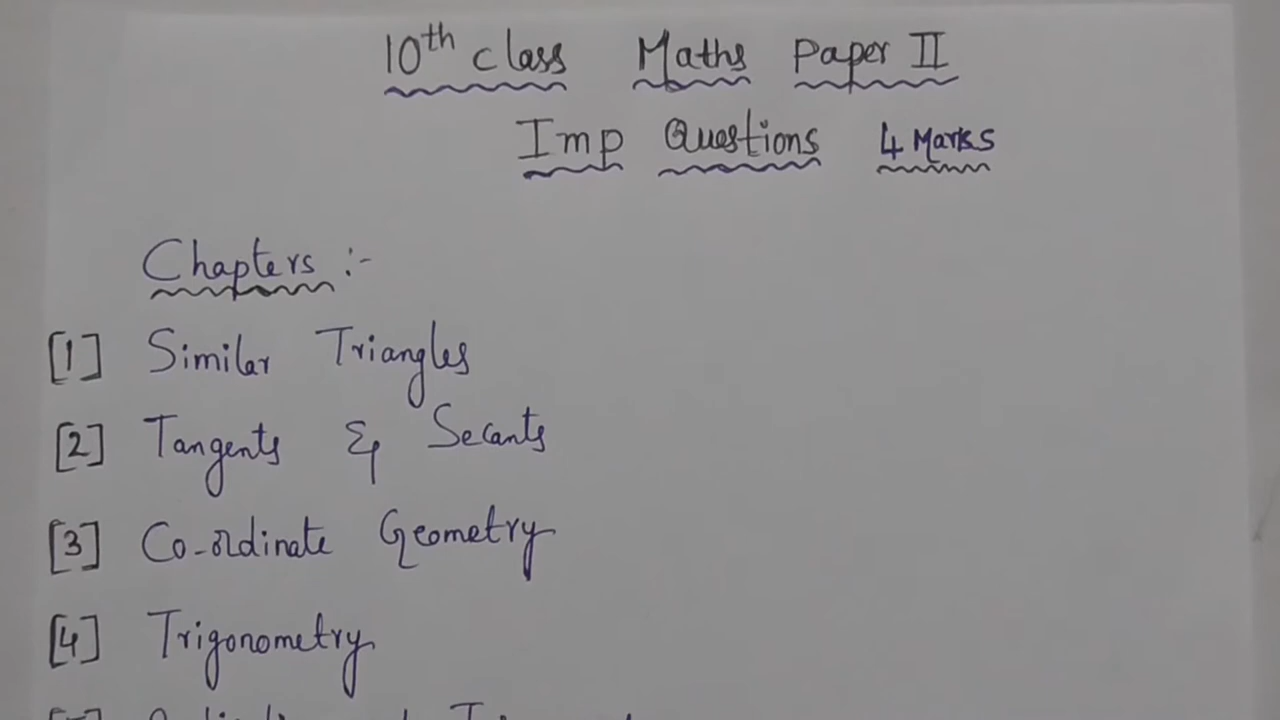 10th class Maths Paper II
Imp Questions 4 Marks
Chapters :-
[1] Similar Triangles
[2] Tangents & Secants
[3] Co-ordinate Geometry
[4] Trigonometry